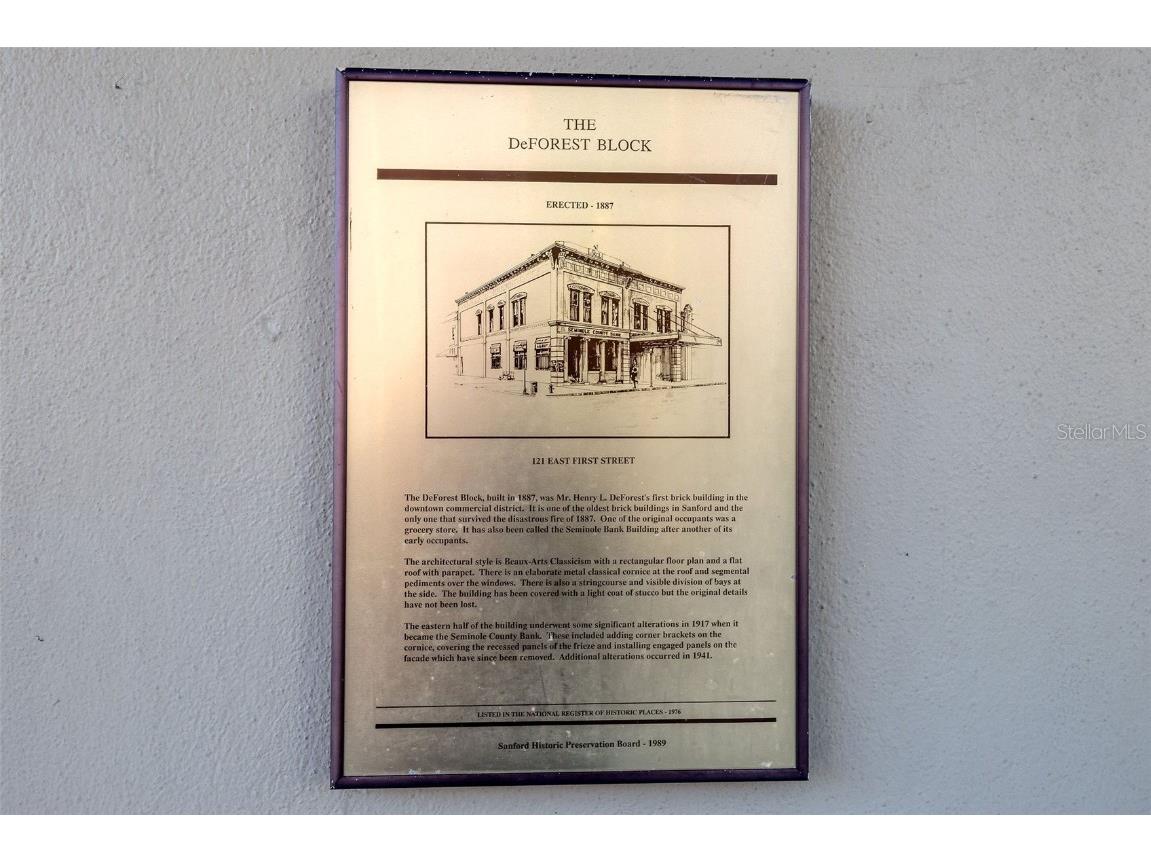 THE
DeFOREST BLOCK
ERECTED - 1887
SEMINOLE COUNTY BANK
121 EAST FIRST STREET
The DeForest Block, built in 1887, was Mr. Henry L. DeForest's first brick building in the
downtown commercial district. It is one of the oldest brick buildings in Sanford and the
only one that survived the disastrous fire of 1887. One of the original occupants was a
grocery store. It has also been called the Seminole Bank Building after another of its
early occupants.
The architectural style is Beaux-Arts Classicism with a rectangular floor plan and a flat
roof with parapet. There is an elaborate metal classical cornice at the roof and segmental
pediments over the windows. There is also a stringcourse and visible division of bays at
the side. The building has been covered with a light coat of stucco but the original details
have not been lost.
The eastern half of the building underwent some significant alterations in 1917 when it
became the Seminole County Bank. These included adding corner brackets on the
cornice, covering the recessed panels of the frieze and installing engaged panels on the
facade which have since been removed. Additional alterations occurred in 1941.
LISTED IN THE NATIONAL REGISTER OF HISTORIC PLACES - 1976
Sanford Historic Preservation Board - 1989
StellarMLS